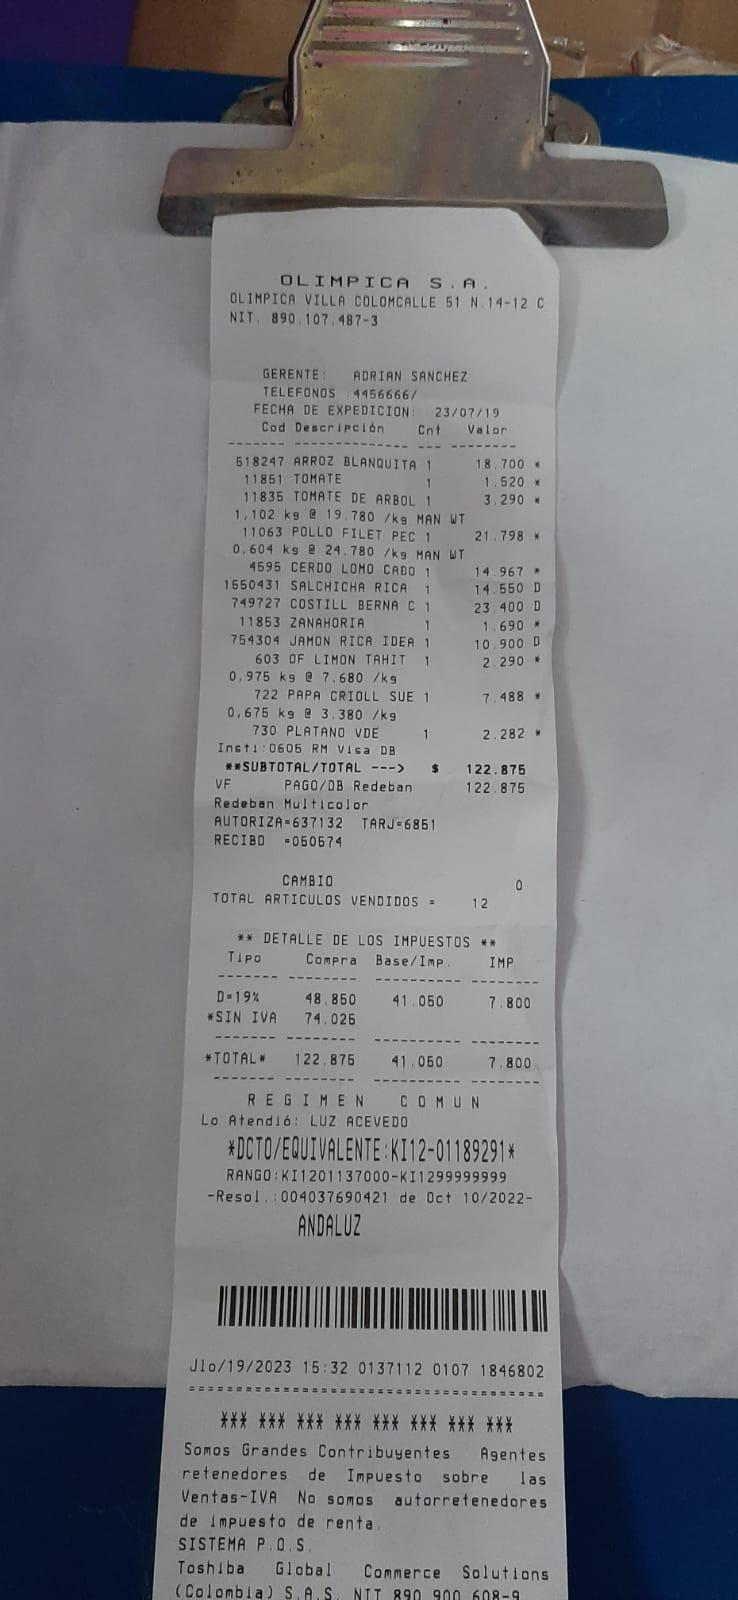 OLIMPICA S.A.
OLIMPICA VILLA COLOMCALLE 51 N.14-12 C
NIT. 890.107.487-3
GERENTE: ADRIAN SANCHEZ
TELEFONOS :4456666/
FECHA DE EXPEDICION: 23/07/19
Cod Descripción Cnt Valor
------- --------------- --- --------
518247 ARROZ BLANQUITA 1 18.700 *
11851 TOMATE 1 1.520 *
11835 TOMATE DE ARBOL 1 3.290 *
1,102 kg @ 19.780 /kg MAN WT
11063 POLLO FILET PEC 1 21.798 *
0,604 kg @ 24.780 /kg MAN WT
4595 CERDO LOMO CADO 1 14.967 *
1550431 SALCHICHA RICA 1 14.550 D
749727 COSTILL BERNA C 1 23.400 D
11853 ZANAHORIA 1 1.690 *
754304 JAMON RICA IDEA 1 10.900 D
603 OF LIMON TAHIT 1 2.290 *
0,975 kg @ 7.680 /kg
722 PAPA CRIOLL SUE 1 7.488 *
0,675 kg @ 3.380 /kg
730 PLATANO VDE 1 2.282 *
Insti:0605 RM Visa DB
**SUBTOTAL/TOTAL ---> $ 122.875
VF PAGO/DB Redeban 122.875
Redeban Multicolor
AUTORIZA=637132 TARJ=6851
RECIBO =050574
CAMBIO 0
TOTAL ARTICULOS VENDIDOS = 12
** DETALLE DE LOS IMPUESTOS **
Tipo Compra Base/Imp. IMP
------- -------- ---------- --------
D=19% 48.850 41.050 7.800
*SIN IVA 74.025
------- -------- ---------- --------
*TOTAL* 122.875 41.050 7.800
------- -------- ---------- --------
REGIMEN COMUN
Lo Atendió: LUZ ACEVEDO
*DCTO/EQUIVALENTE:KI12-01189291*
RANGO:KI1201137000-KI1299999999
-Resol.:004037690421 de Oct 10/2022-
ANDALUZ
Jlo/19/2023 15:32 0137112 0107 1846802
======================================
*** *** *** *** *** *** *** ***
Somos Grandes Contribuyentes Agentes
retenedores de Impuesto sobre las
Ventas-IVA No somos autorretenedores
de impuesto de renta.
SISTEMA P.O.S.
Toshiba Global Commerce Solutions
(Colombia) S.A.S. NIT 890 900 608-9